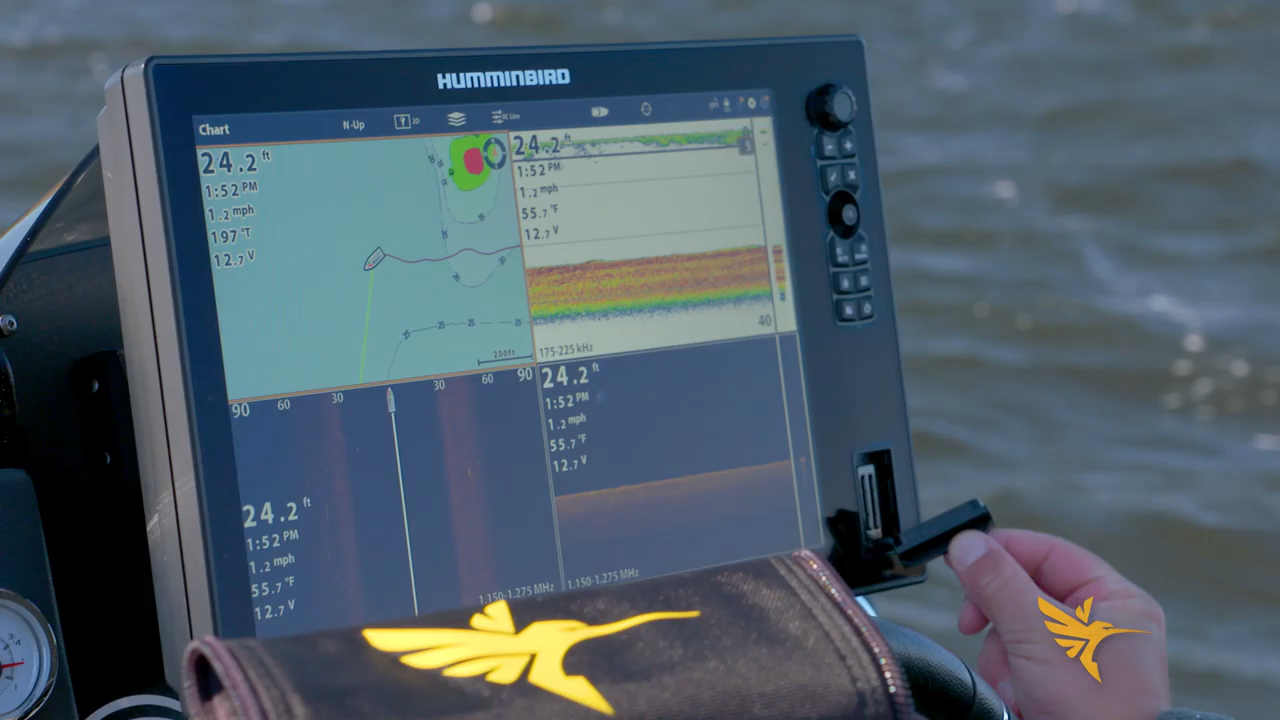 HUMMINBIRD
Chart
N-Up
2D
24.2 ft
1:52 PM
1.2 mph
197 °T
12.7 V
200ft
24.2 ft
1:52 PM
1.2 mph
55.7 °F
12.7 V
40
175-225 kHz
90 60 30 30 60 90
24.2 ft
1:52 PM
1.2 mph
55.7 °F
12.7 V
1.150-1.275 MHz
24.2 ft
1:52 PM
1.2 mph
55.7 °F
12.7 V
1.150-1.275 MHz